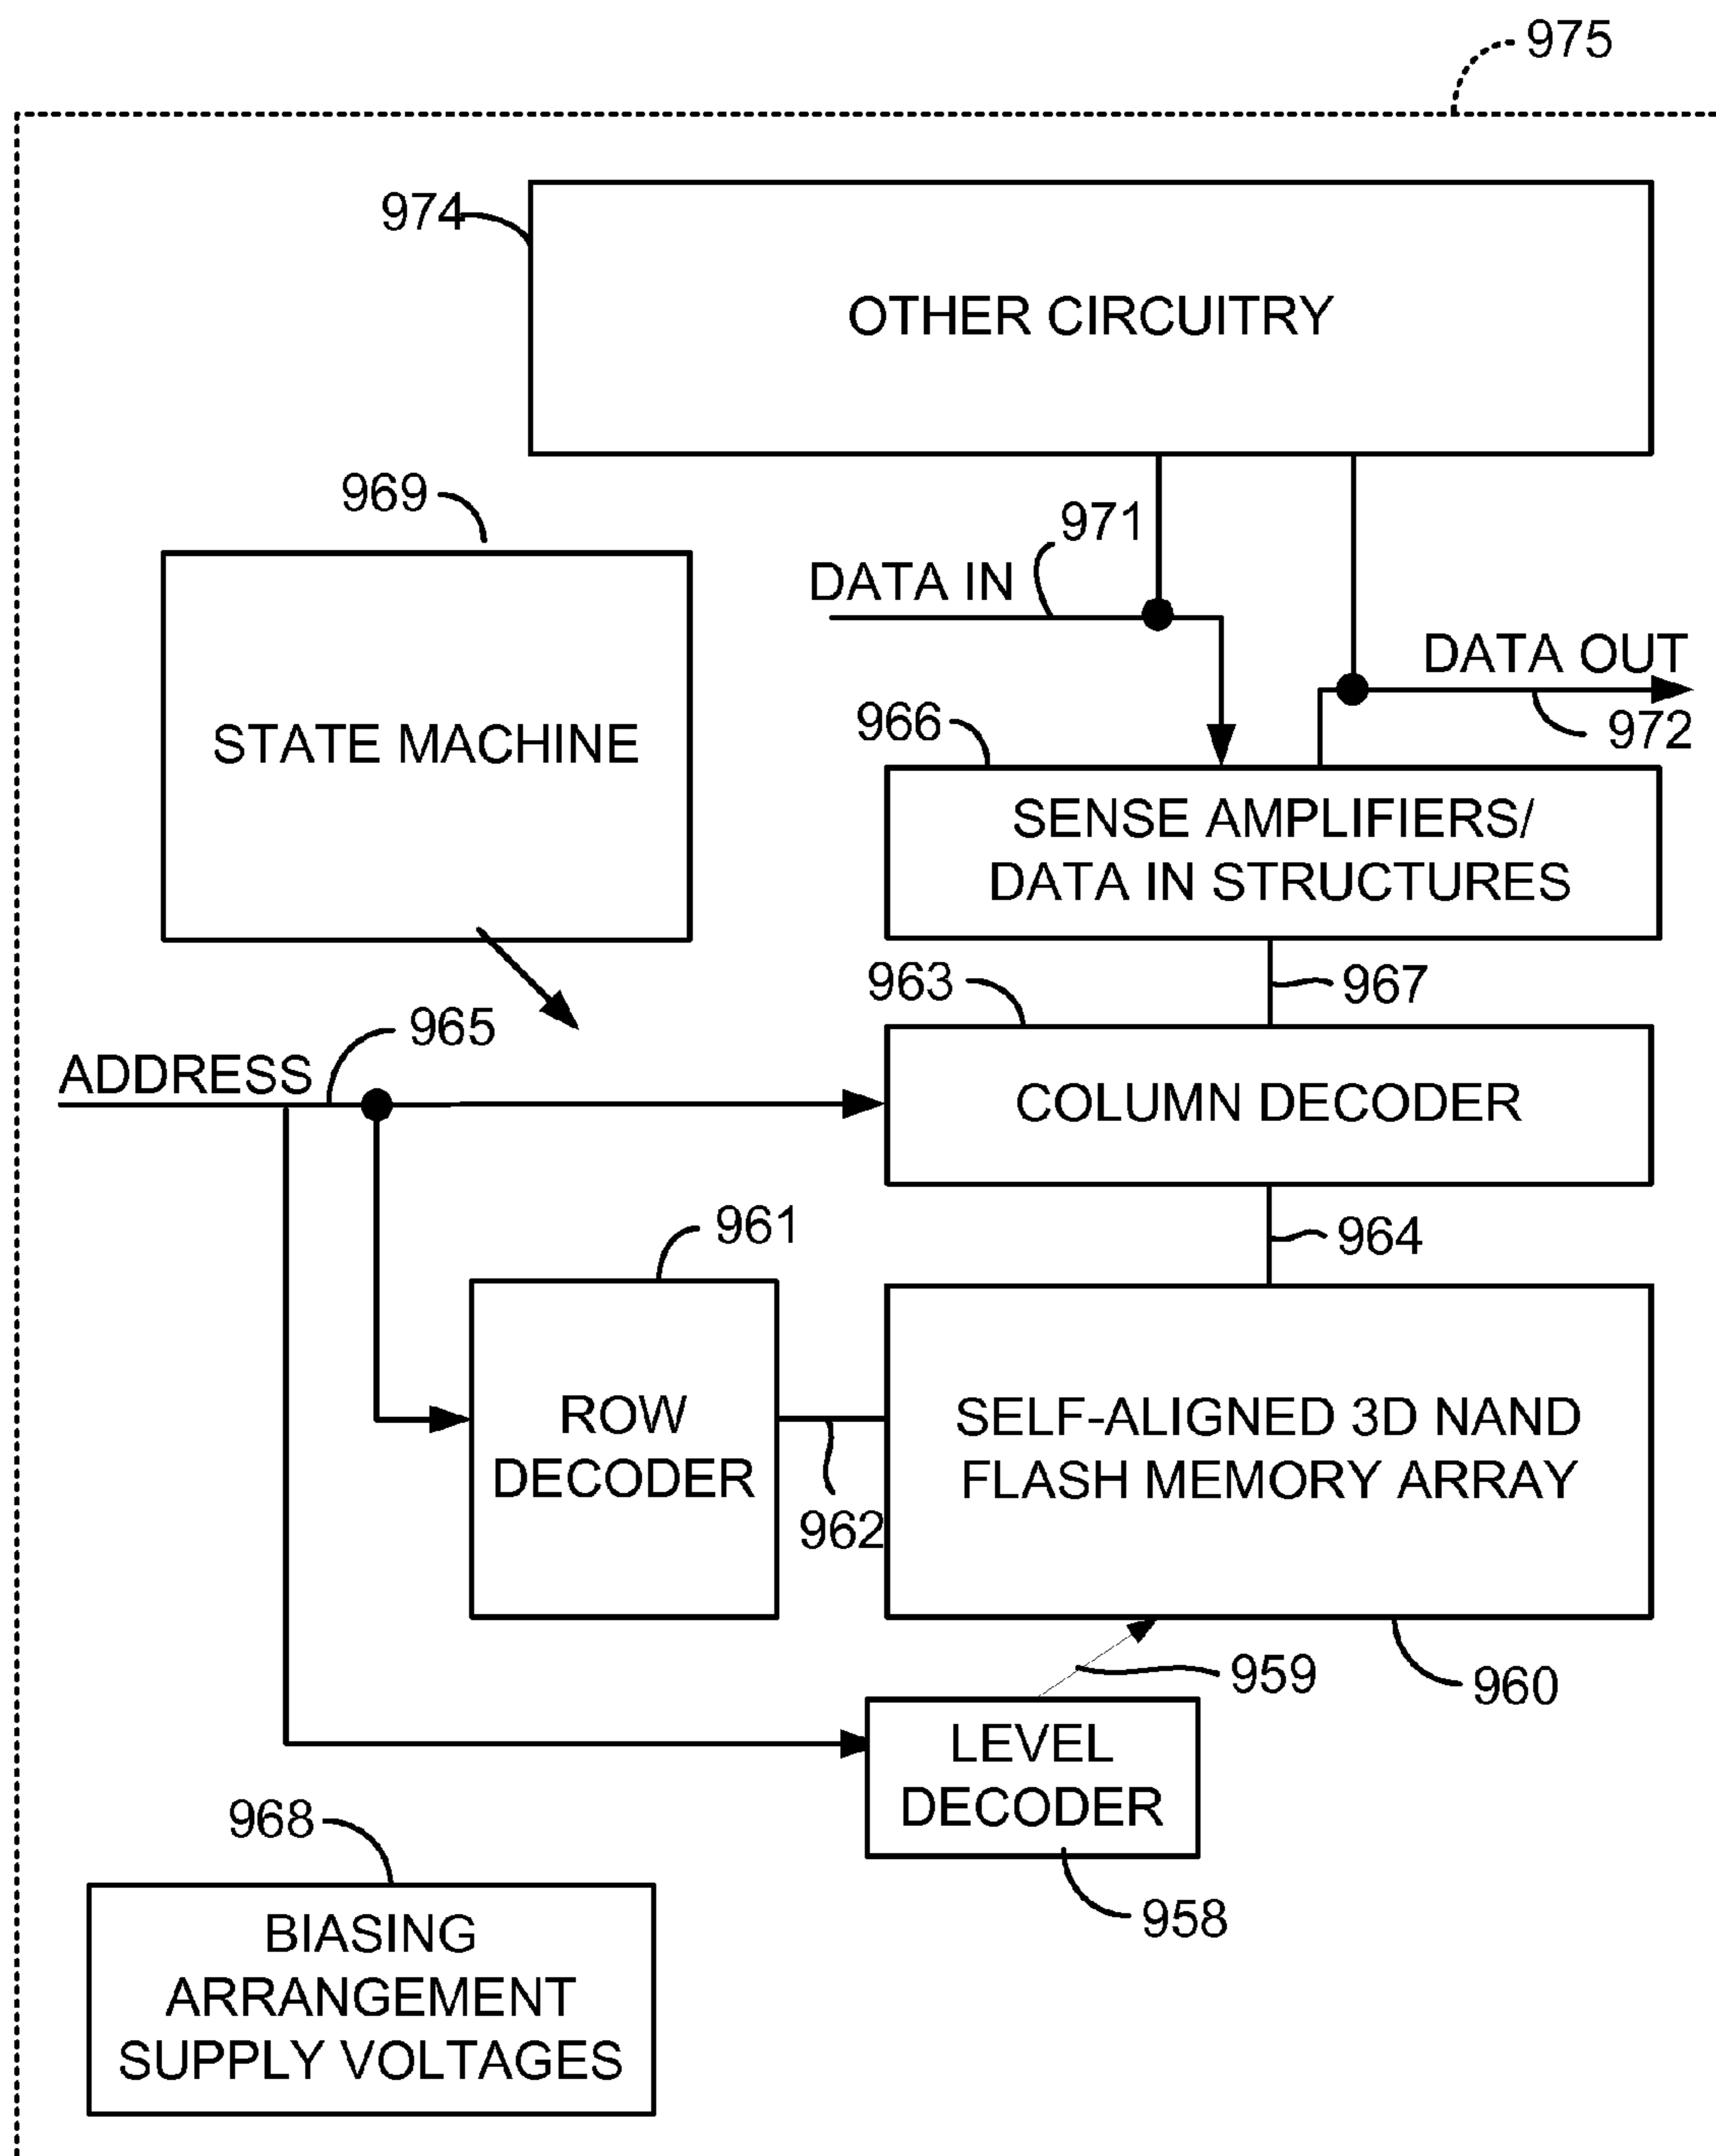 975
974
OTHER CIRCUITRY
969
971
DATA IN
DATA OUT
972
STATE MACHINE
966
SENSE AMPLIFIERS/
DATA IN STRUCTURES
963
967
965
ADDRESS
COLUMN DECODER
961
964
ROW
DECODER
962
SELF-ALIGNED 3D NAND
FLASH MEMORY ARRAY
959
960
LEVEL
DECODER
958
968
BIASING
ARRANGEMENT
SUPPLY VOLTAGES